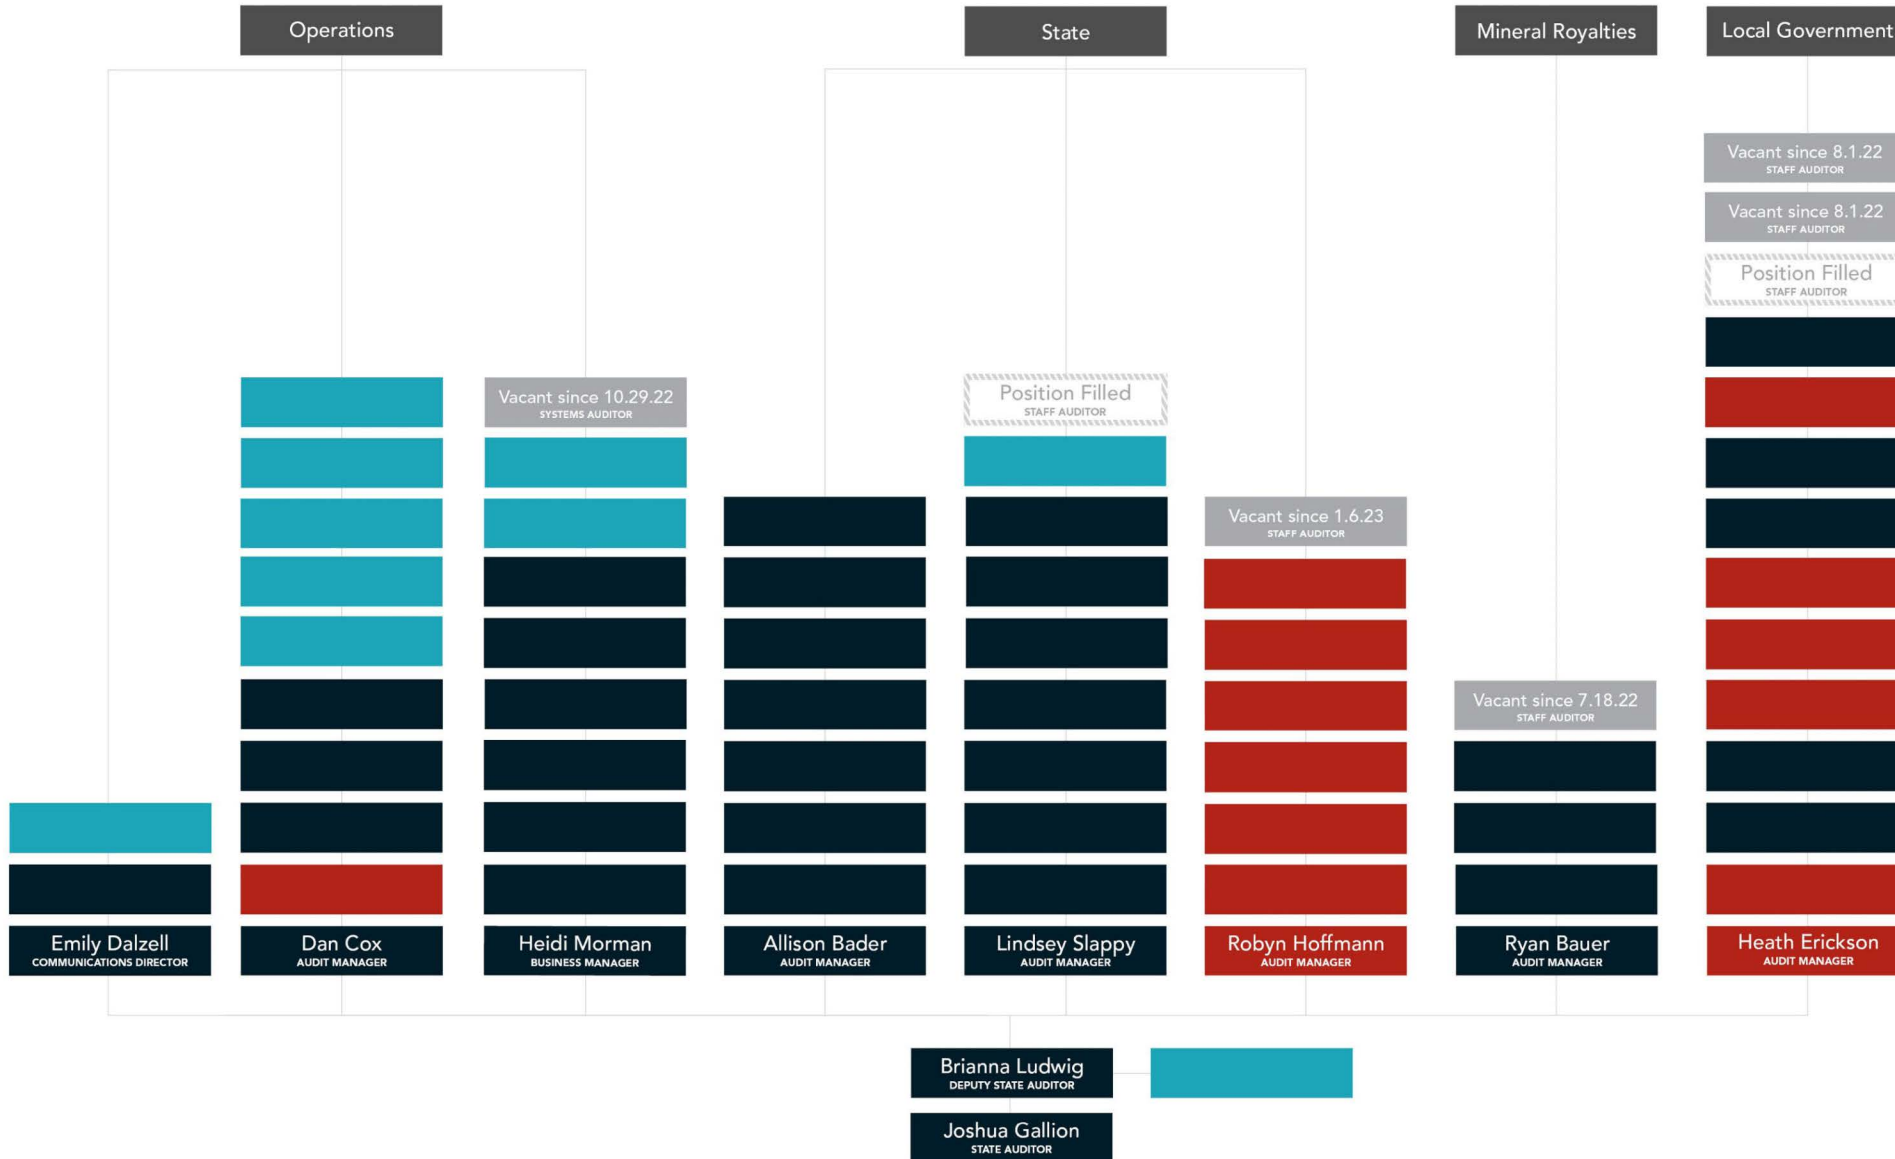 Operations
State
Mineral Royalties
Local Government
Vacant since 8.1.22
STAFF AUDITOR
Vacant since 8.1.22
STAFF AUDITOR
Position Filled
STAFF AUDITOR
Vacant since 10.29.22
SYSTEMS AUDITOR
Position Filled
STAFF AUDITOR
Vacant since 1.6.23
STAFF AUDITOR
Vacant since 7.18.22
STAFF AUDITOR
Emily Dalzell
COMMUNICATIONS DIRECTOR
Dan Cox
AUDIT MANAGER
Heidi Morman
BUSINESS MANAGER
Allison Bader
AUDIT MANAGER
Lindsey Slappy
AUDIT MANAGER
Robyn Hoffmann
AUDIT MANAGER
Ryan Bauer
AUDIT MANAGER
Heath Erickson
AUDIT MANAGER
Brianna Ludwig
DEPUTY STATE AUDITOR
Joshua Gallion
STATE AUDITOR